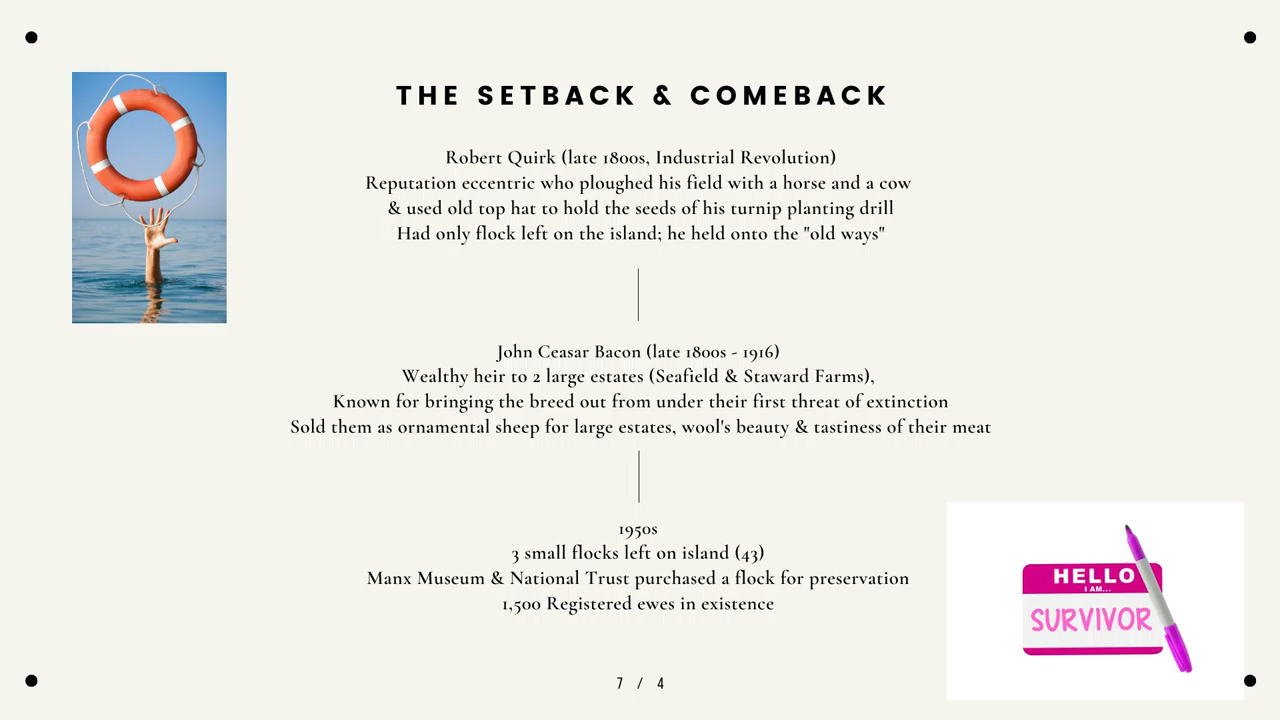 THE SETBACK & COMEBACK
Robert Quirk (late 1800s, Industrial Revolution)
Reputation eccentric who ploughed his field with a horse and a cow
& used old top hat to hold the seeds of his turnip planting drill
Had only flock left on the island; he held onto the "old ways"
John Ceasar Bacon (late 1800s - 1916)
Wealthy heir to 2 large estates (Seafield & Staward Farms),
Known for bringing the breed out from under their first threat of extinction
Sold them as ornamental sheep for large estates, wool's beauty & tastiness of their meat
1950s
3 small flocks left on island (43)
Manx Museum & National Trust purchased a flock for preservation
1,500 Registered ewes in existence
HELLO
I AM...
SURVIVOR
7 / 4